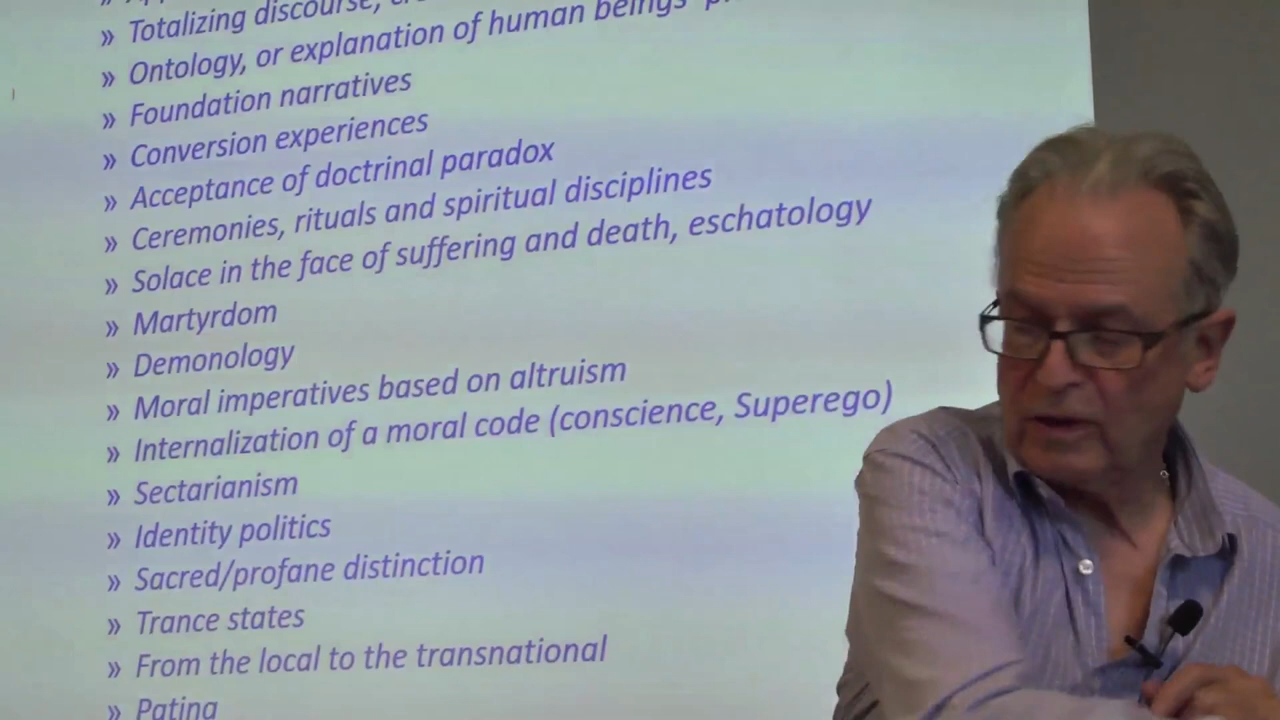 » Totalizing discourse,
» Ontology, or explanation of human beings'
» Foundation narratives
» Conversion experiences
» Acceptance of doctrinal paradox
» Ceremonies, rituals and spiritual disciplines
» Solace in the face of suffering and death, eschatology
» Martyrdom
» Demonology
» Moral imperatives based on altruism
» Internalization of a moral code (conscience, Superego)
» Sectarianism
» Identity politics
» Sacred/profane distinction
» Trance states
» From the local to the transnational
» Pating